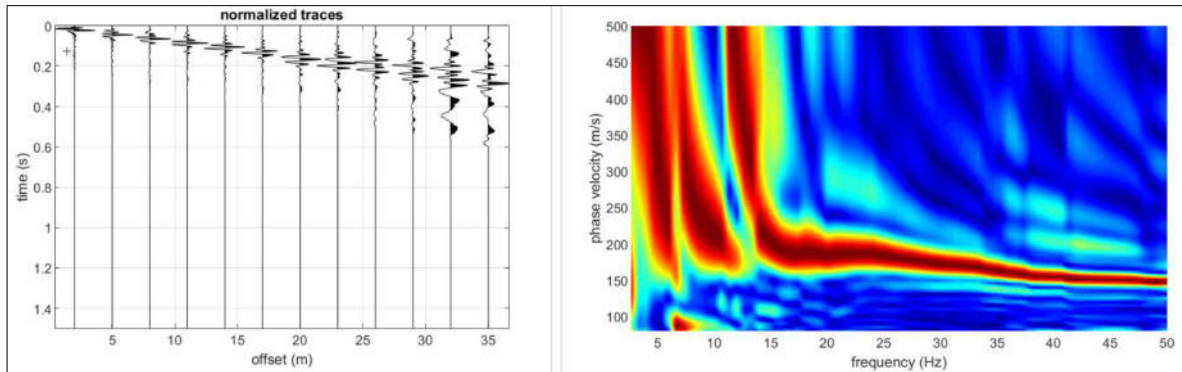 normalized traces
0
0.2
0.4
0.6
0.8
1
1.2
1.4
time (s)
5 10 15 20 25 30 35
offset (m)
500
450
400
350
300
250
200
150
100
phase velocity (m/s)
5 10 15 20 25 30 35 40 45 50
frequency (Hz)